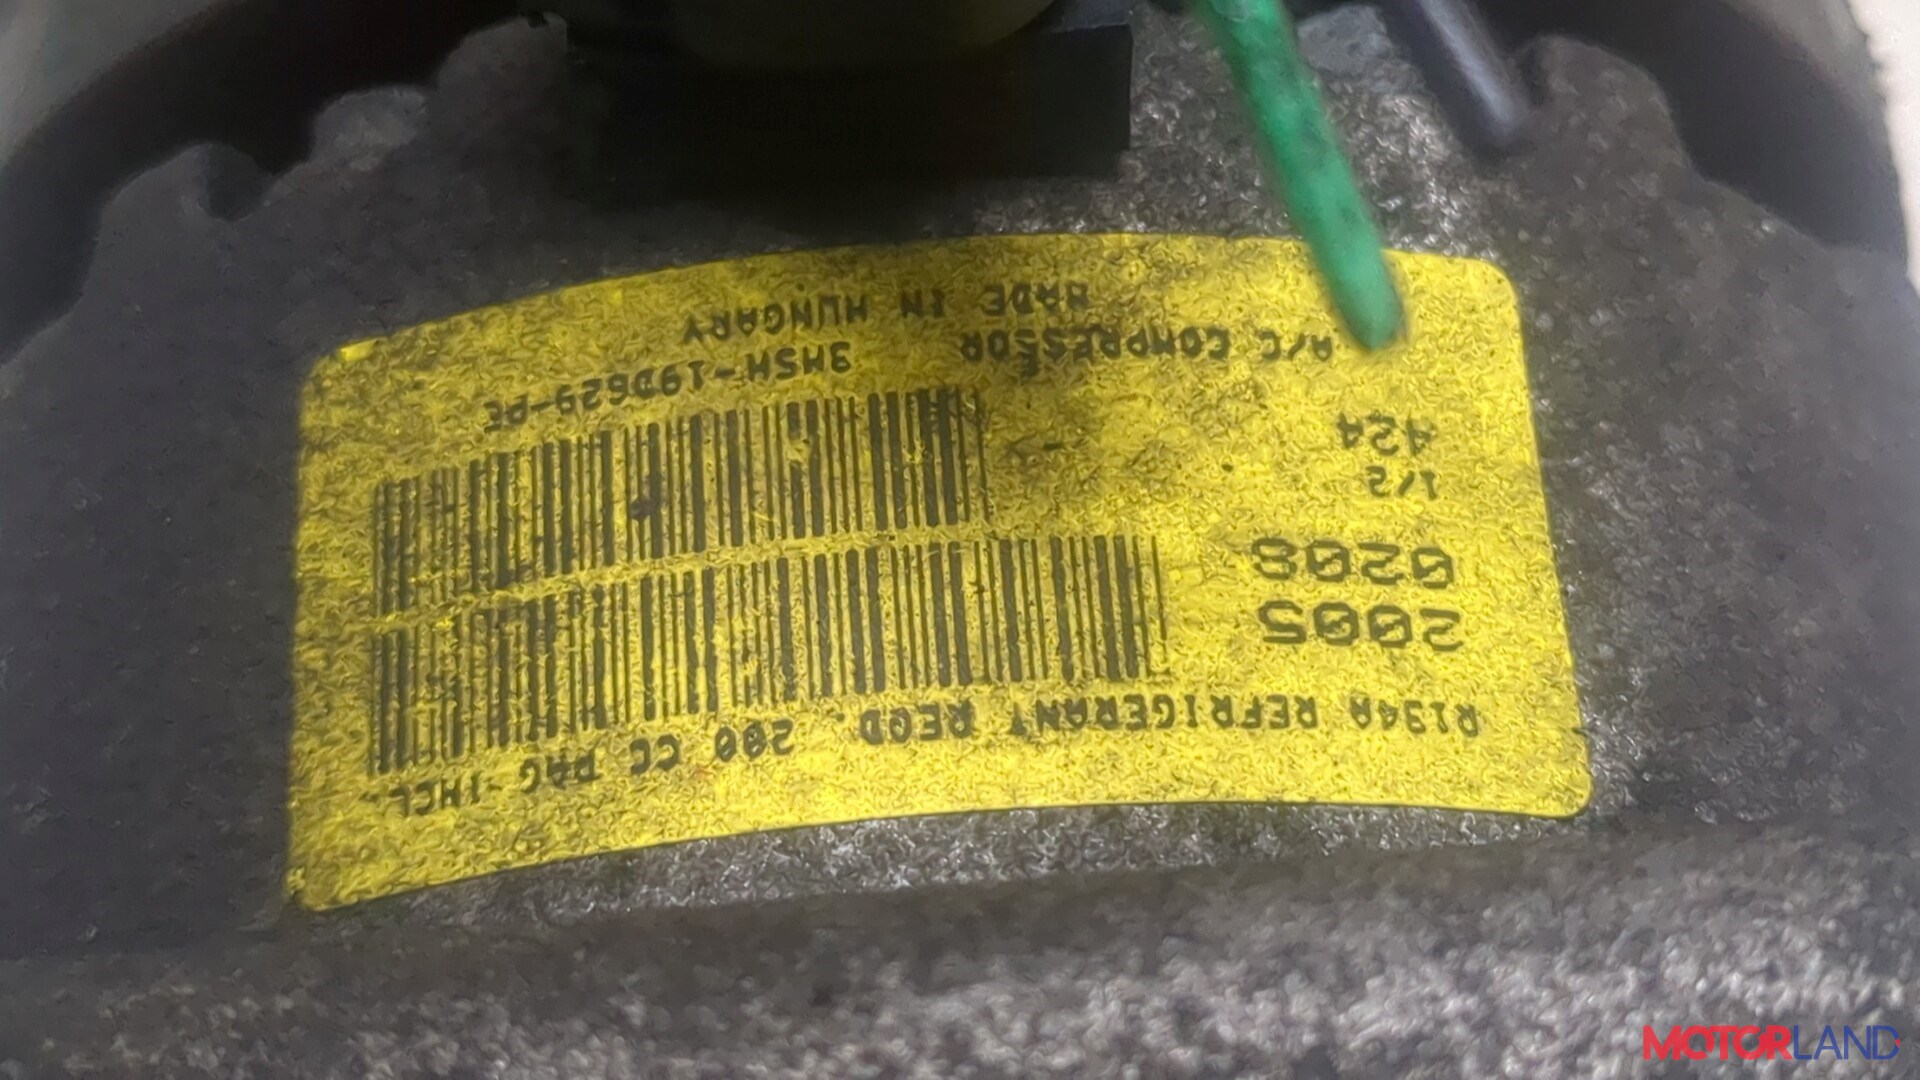 R134A REFRIGERANT REQD. 200 CC PAG INCL.
2005
0208
1/2
424
A/C COMPRESSOR 3M5H-19D629-PE
MADE IN HUNGARY
MOTORLAND